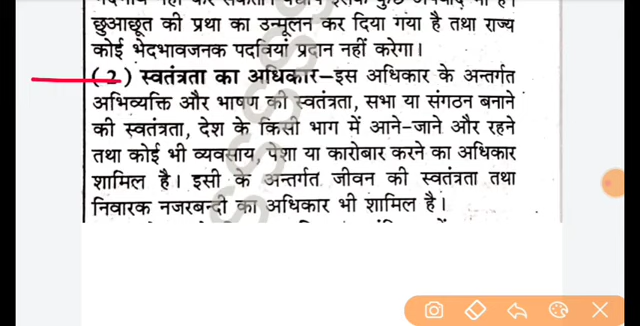 छुआछूत की प्रथा का उन्मूलन कर दिया गया है तथा राज्य
कोई भेदभावजनक पदवियां प्रदान नहीं करेगा।
(2) स्वतंत्रता का अधिकार–इस अधिकार के अन्तर्गत
अभिव्यक्ति और भाषण की स्वतंत्रता, सभा या संगठन बनाने
की स्वतंत्रता, देश के किसी भाग में आने-जाने और रहने
तथा कोई भी व्यवसाय, पेशा या कारोबार करने का अधिकार
शामिल है। इसी के अन्तर्गत जीवन की स्वतंत्रता तथा
निवारक नजरबन्दी का अधिकार भी शामिल है।